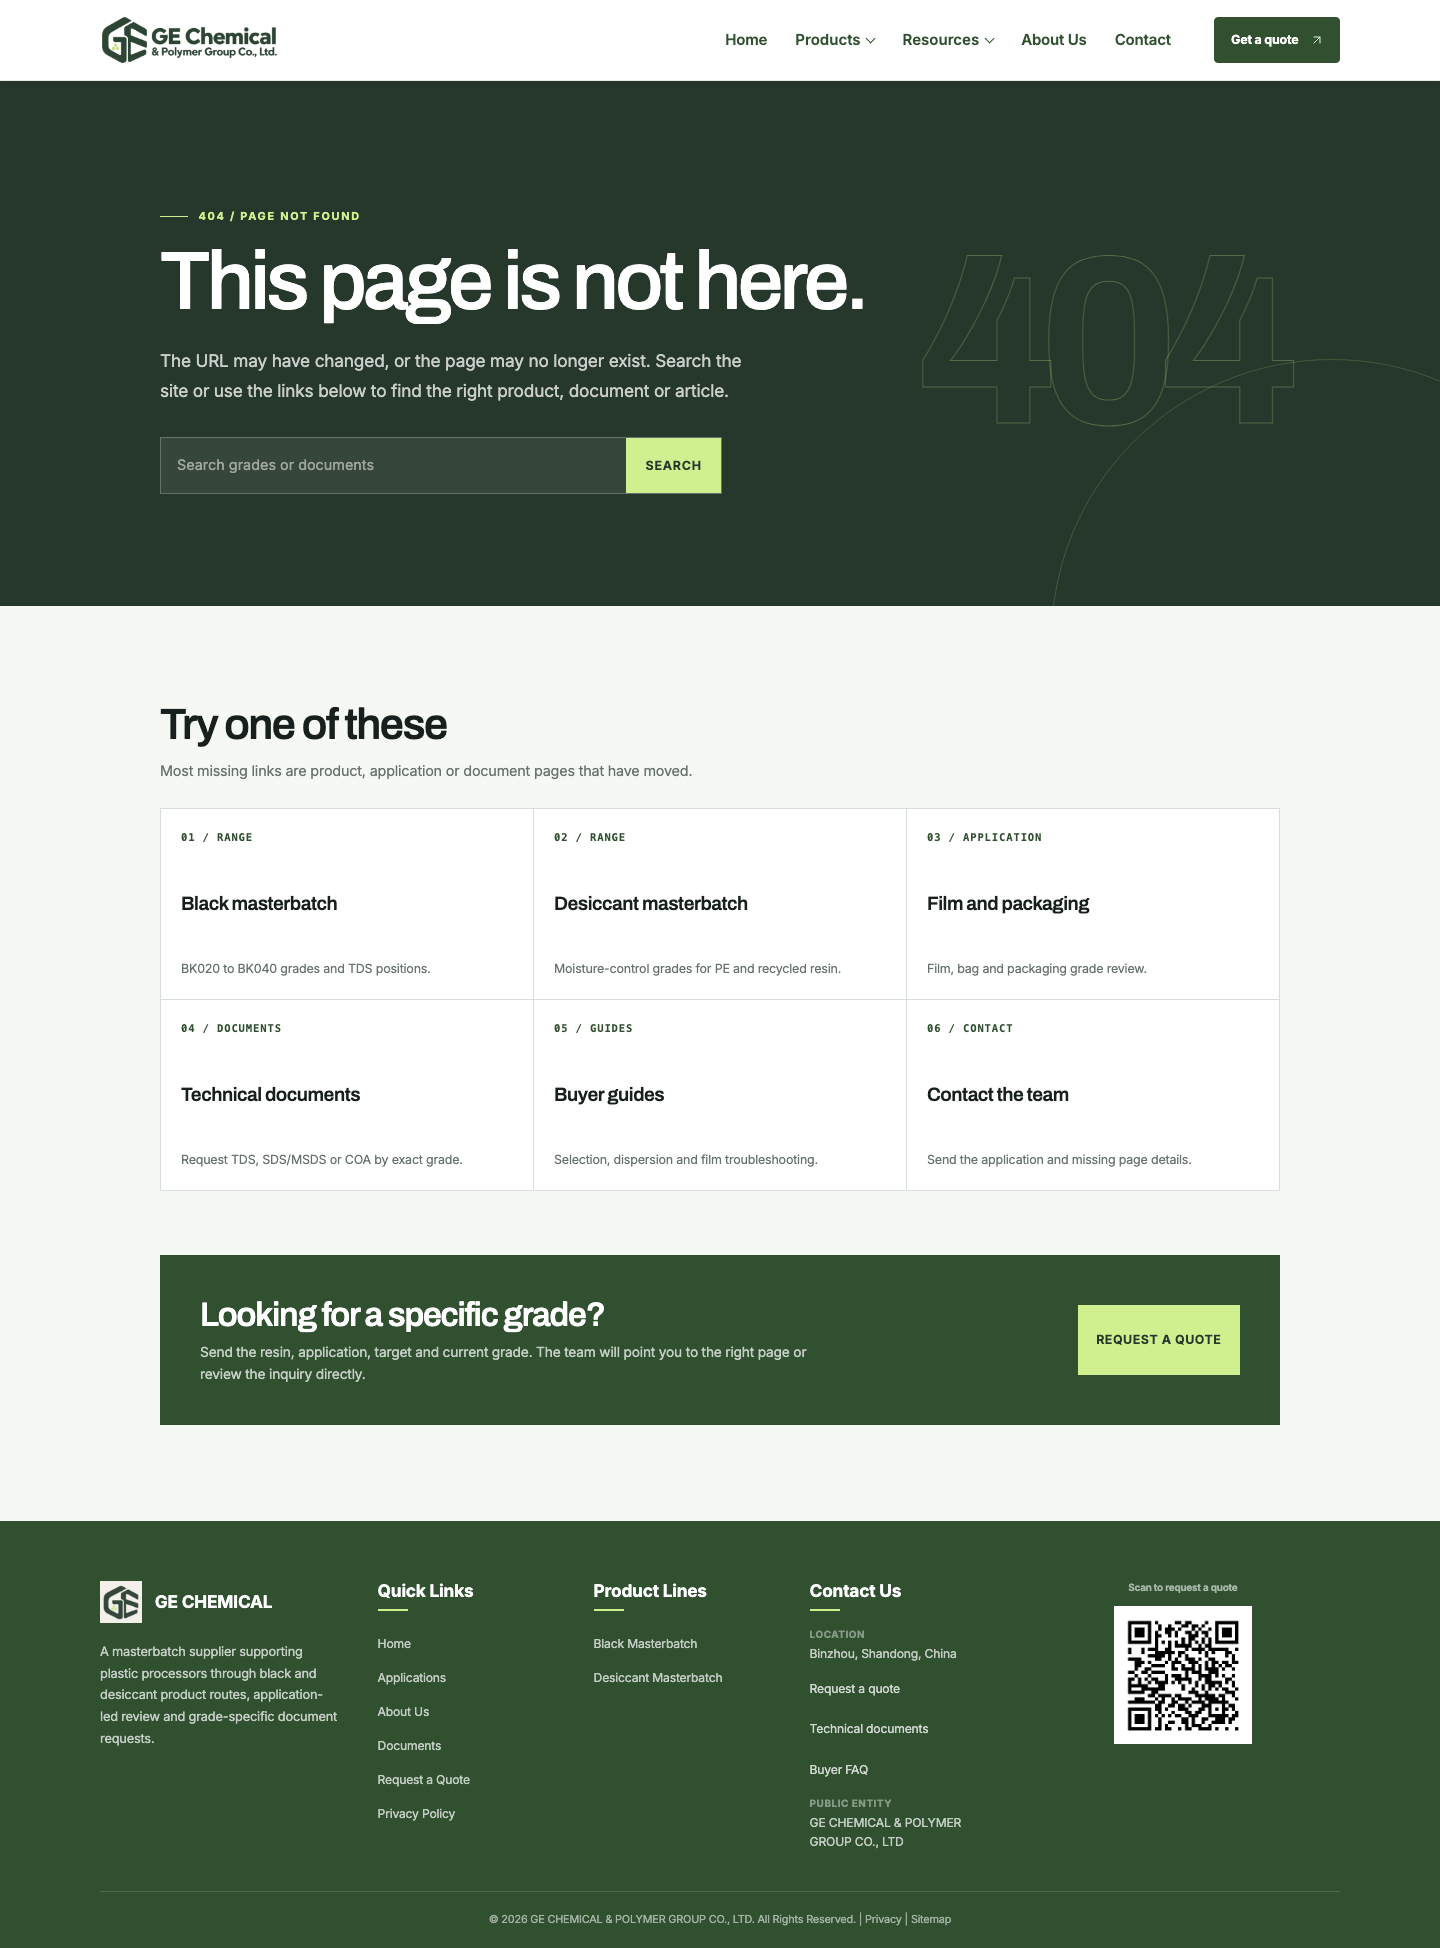 GE Chemical
& Polymer Group Co., Ltd.
Home
Products
Resources
About Us
Contact
Get a quote
404 / PAGE NOT FOUND
This page is not here.
404
The URL may have changed, or the page may no longer exist. Search the
site or use the links below to find the right product, document or article.
Search grades or documents
SEARCH
Try one of these
Most missing links are product, application or document pages that have moved.
01 / RANGE
Black masterbatch
BK020 to BK040 grades and TDS positions.
02 / RANGE
Desiccant masterbatch
Moisture-control grades for PE and recycled resin.
03 / APPLICATION
Film and packaging
Film, bag and packaging grade review.
04 / DOCUMENTS
Technical documents
Request TDS, SDS/MSDS or COA by exact grade.
05 / GUIDES
Buyer guides
Selection, dispersion and film troubleshooting.
06 / CONTACT
Contact the team
Send the application and missing page details.
Looking for a specific grade?
Send the resin, application, target and current grade. The team will point you to the right page or
review the inquiry directly.
REQUEST A QUOTE
GE CHEMICAL
A masterbatch supplier supporting
plastic processors through black and
desiccant product routes, application-
led review and grade-specific document
requests.
Quick Links
Home
Applications
About Us
Documents
Request a Quote
Privacy Policy
Product Lines
Black Masterbatch
Desiccant Masterbatch
Contact Us
LOCATION
Binzhou, Shandong, China
Request a quote
Technical documents
Buyer FAQ
PUBLIC ENTITY
GE CHEMICAL & POLYMER
GROUP CO., LTD
Scan to request a quote
© 2026 GE CHEMICAL & POLYMER GROUP CO., LTD. All Rights Reserved. | Privacy | Sitemap